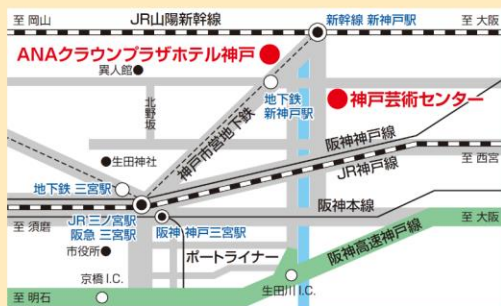 至 岡山
JR山陽新幹線
新幹線 新神戸駅
至 大阪
ANAクラウンプラザホテル神戸
異人館
地下鉄
新神戸駅
神戸芸術センター
北野坂
神戸市営地下鉄
生田神社
阪神神戸線
JR神戸線
至 西宮
地下鉄 三宮駅
阪神本線
至 須磨
JR 三ノ宮駅
阪急 三宮駅
阪神 神戸三宮駅
至 大阪
市役所
ポートライナー
阪神高速神戸線
京橋 I.C.
生田川 I.C.
至 明石